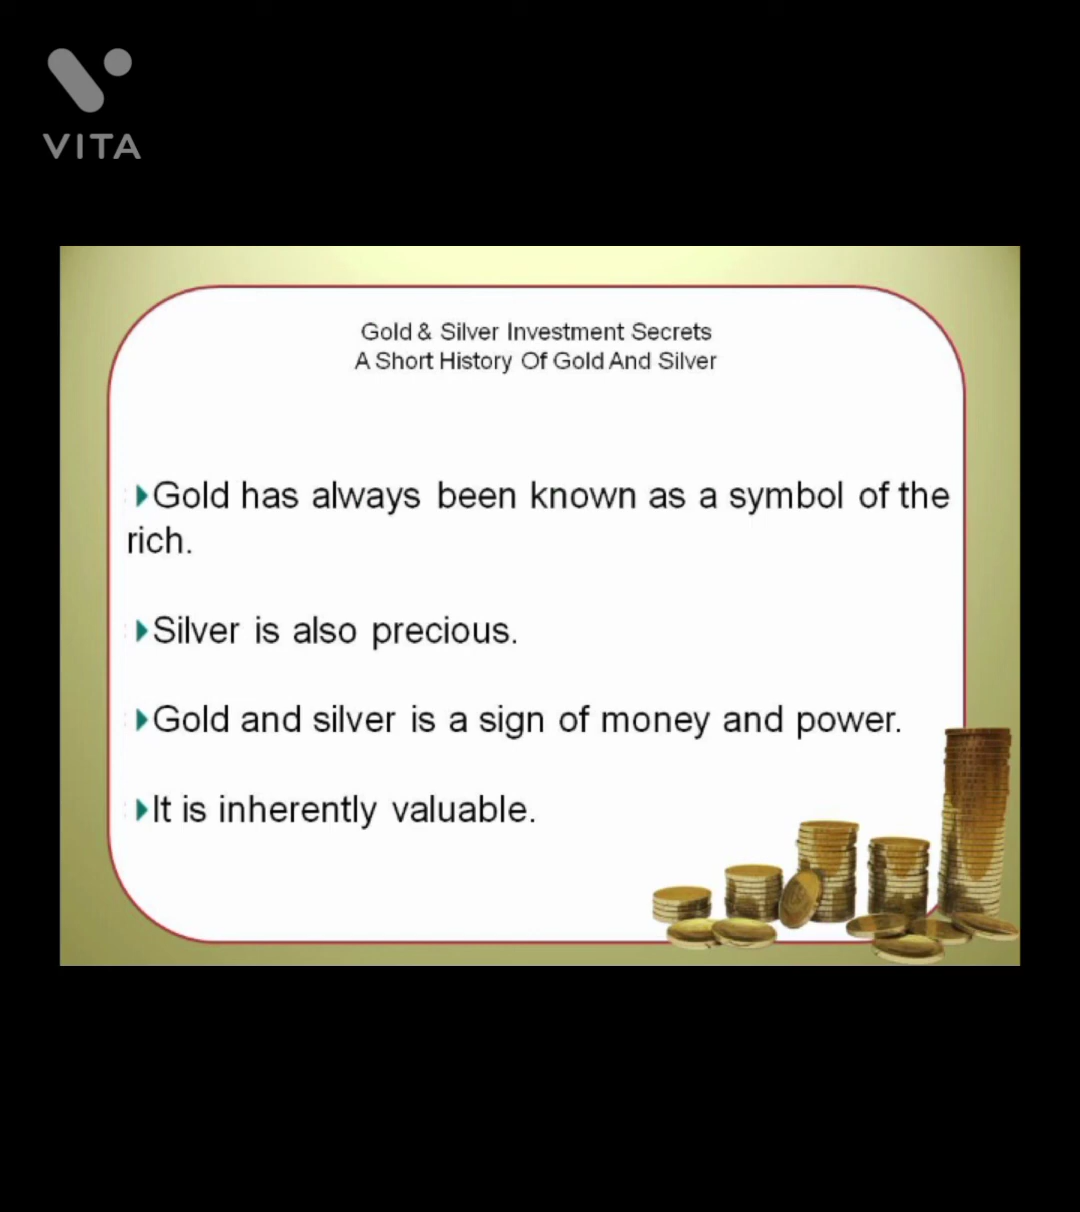 VITA
Gold & Silver Investment Secrets
A Short History Of Gold And Silver
Gold has always been known as a symbol of the
rich.
Silver is also precious.
Gold and silver is a sign of money and power.
It is inherently valuable.